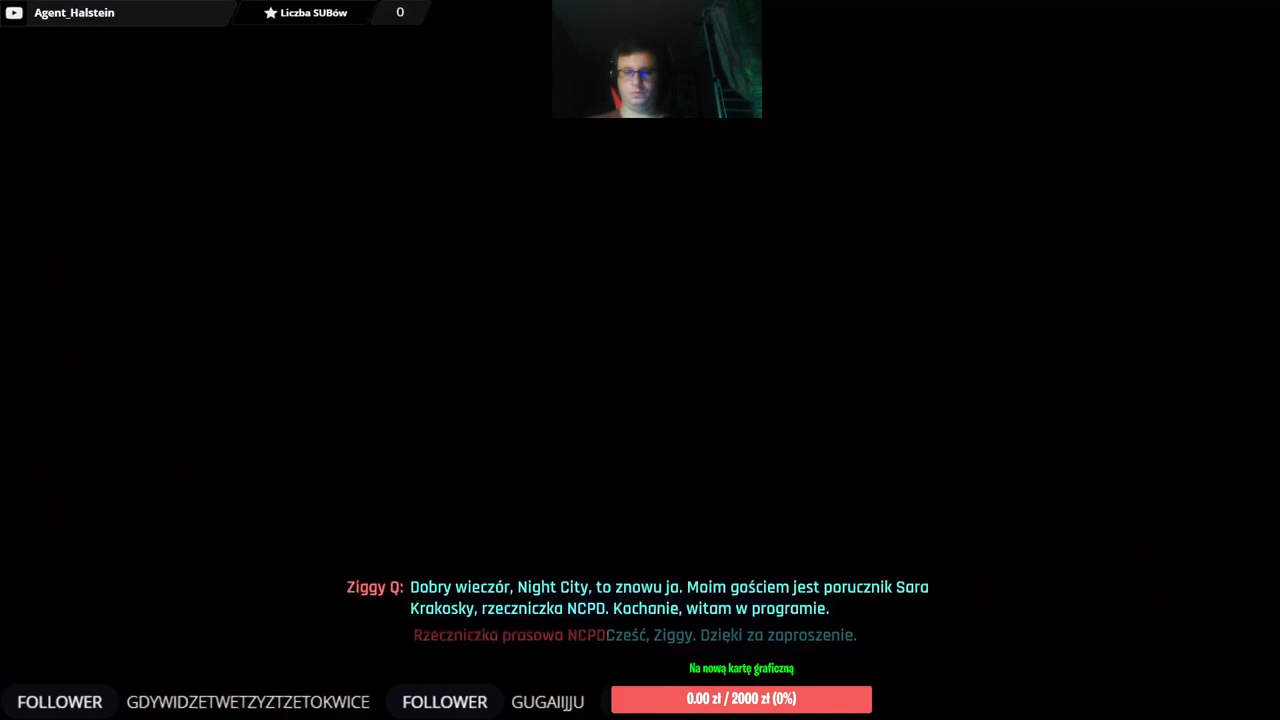 Agent_Halstein
Liczba SUBów
0
Ziggy Q: Dobry wieczór, Night City, to znowu ja. Moim gościem jest porucznik Sara
Krakosky, rzeczniczka NCPD. Kochanie, witam w programie.
Rzeczniczka prasowa NCPDCześć, Ziggy. Dzięki za zaproszenie.
Na nową kartę graficzną
0.00 zł / 2000 zł (0%)
FOLLOWER GDYWIDZETWETZYZTZETOKWICE FOLLOWER GUGAIIJJU